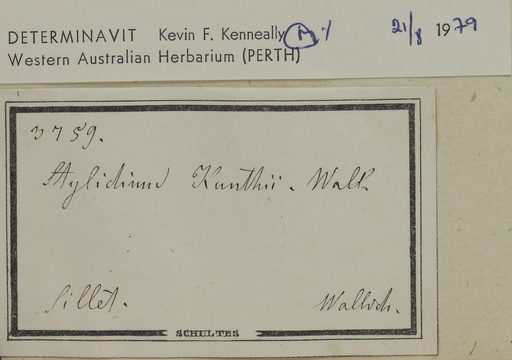 DETERMINAVIT Kevin F. Kenneally 21/8 1979
Western Australian Herbarium (PERTH)
3759.
Stylidium Kunthii. Wall.
Sillet.
Wallich.
SCHULTES